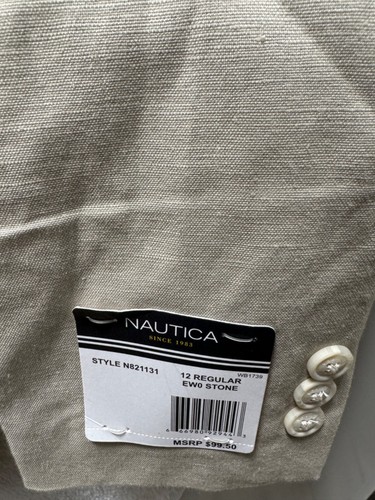 NAUTICA
SINCE 1983
STYLE N821131
12 REGULAR
WB1739
EW0 STONE
MSRP $99.50